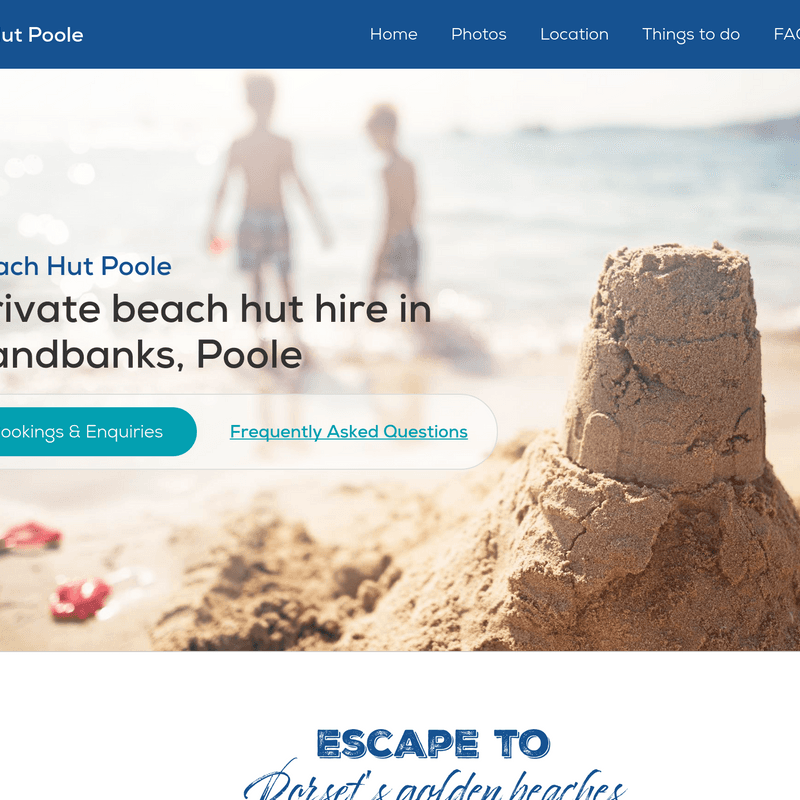 ut Poole
Home Photos Location Things to do FAQ
ach Hut Poole
rivate beach hut hire in
andbanks, Poole
ookings & Enquiries Frequently Asked Questions
ESCAPE TO
Dorset's golden beaches